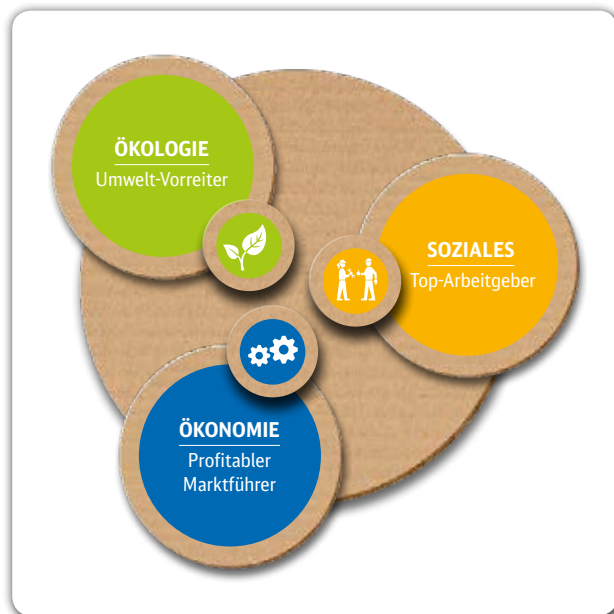 ÖKOLOGIE
Umwelt-Vorreiter
SOZIALES
Top-Arbeitgeber
ÖKONOMIE
Profitabler
Marktführer